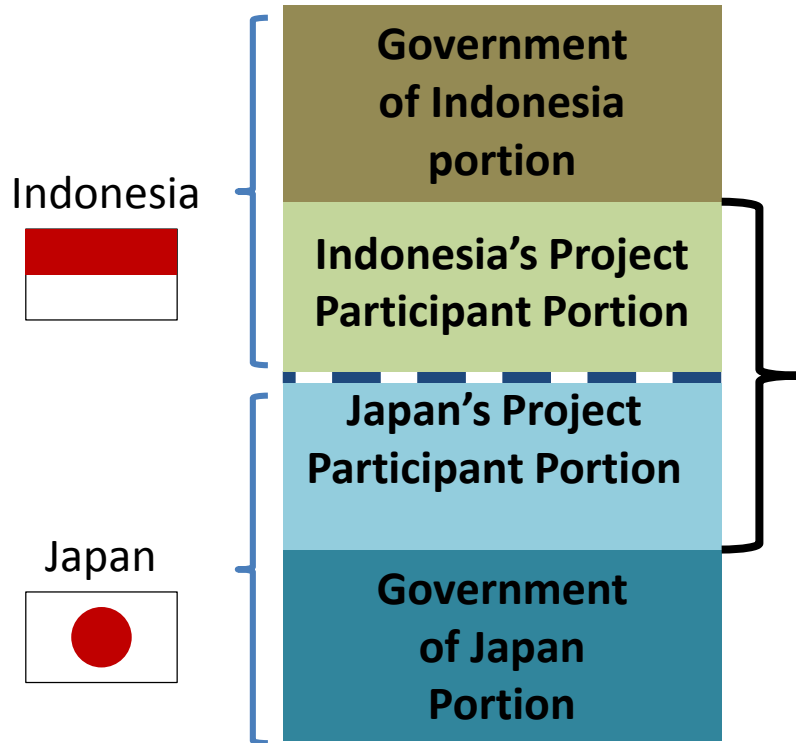 Government
of Indonesia
portion
Indonesia
Indonesia’s Project
Participant Portion
Japan’s Project
Participant Portion
Japan
Government
of Japan
Portion